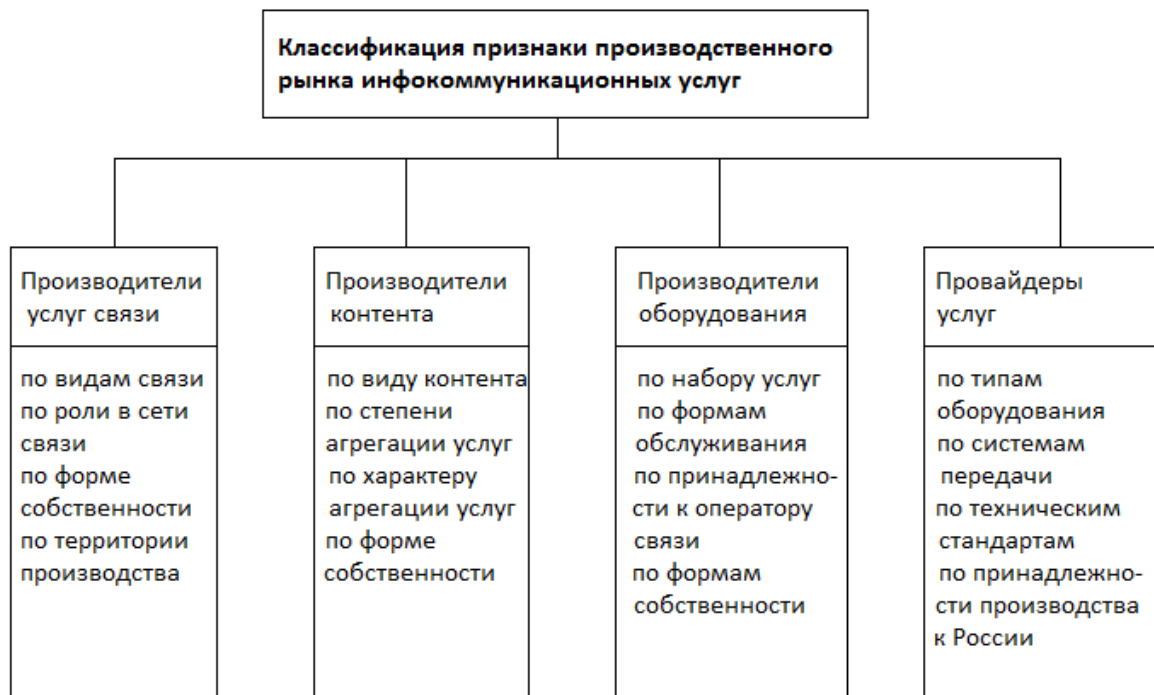 Классификация признаки производственного
рынка инфокоммуникационных услуг
Производители
услуг связи
по видам связи
по роли в сети
связи
по форме
собственности
по территории
производства
Производители
контента
по виду контента
по степени
агрегации услуг
по характеру
агрегации услуг
по форме
собственности
Производители
оборудования
по набору услуг
по формам
обслуживания
по принадлежно-
сти к оператору
связи
по формам
собственности
Провайдеры
услуг
по типам
оборудования
по системам
передачи
по техническим
стандартам
по принадлежно-
сти производства
к России